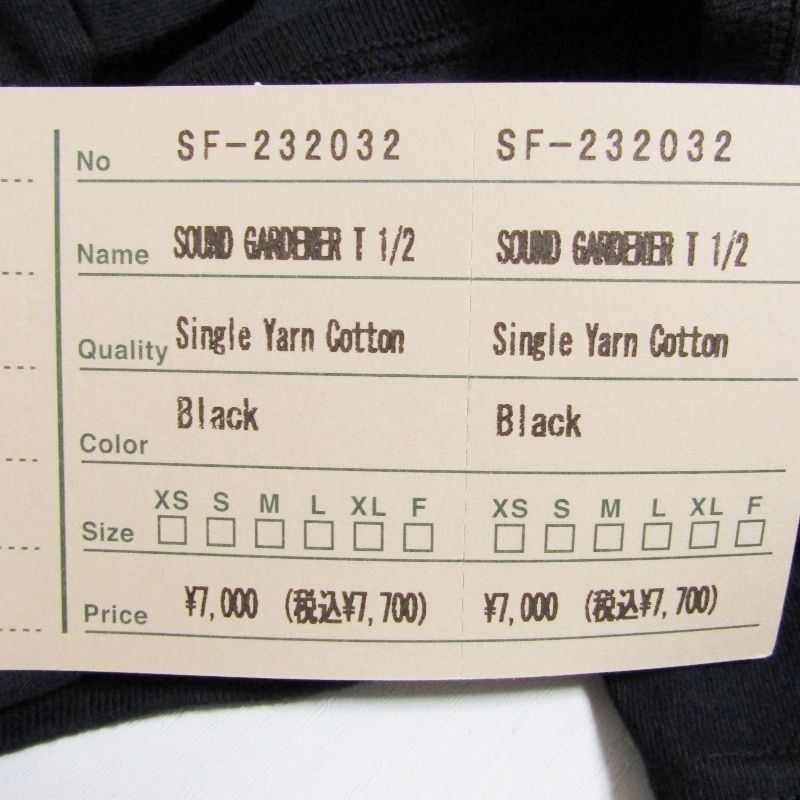 No SF-232032 SF-232032
Name SOUND GARDENER T 1/2 SOUND GARDENER T 1/2
Quality Single Yarn Cotton Single Yarn Cotton
Color Black Black
XS S M L XL F XS S M L XL F
Size
Price ¥7,000 (税込¥7,700) ¥7,000 (税込¥7,700)